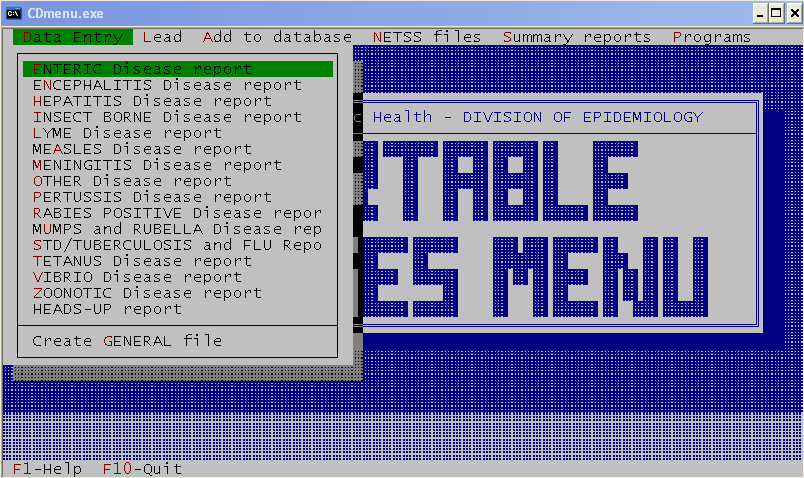 CDmenu.exe
Data Entry Lead Add to database NETSS files Summary reports Programs
ENTERIC Disease report
ENCEPHALITIS Disease report
HEPATITIS Disease report
INSECT BORNE Disease report
LYME Disease report
MEASLES Disease report
MENINGITIS Disease report
OTHER Disease report
PERTUSSIS Disease report
RABIES POSITIVE Disease repor
MUMPS and RUBELLA Disease rep
STD/TUBERCULOSIS and FLU Repo
TETANUS Disease report
VIBRIO Disease report
ZOONOTIC Disease report
HEADS-UP report
Create GENERAL file
c Health - DIVISION OF EPIDEMIOLOGY
TABLE
ES MENU
F1-Help F10-Quit